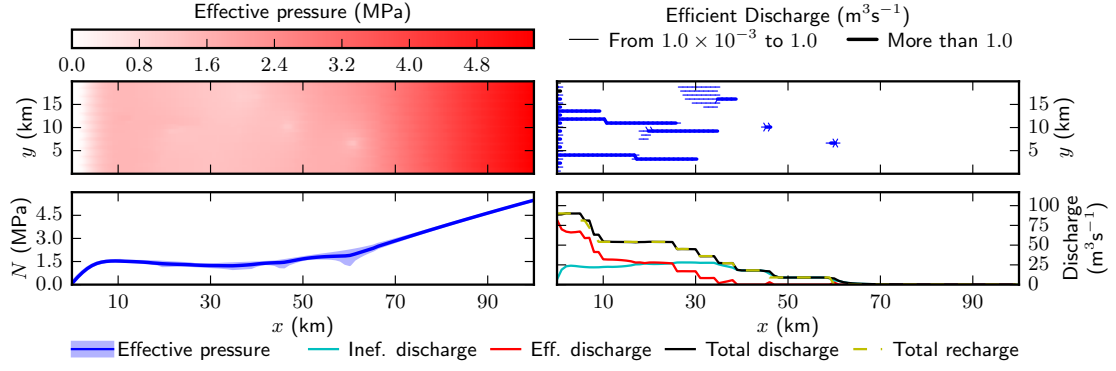 Effective pressure (MPa)
0.0 0.8 1.6 2.4 3.2 4.0 4.8
Efficient Discharge (m³s⁻¹)
From 1.0 × 10⁻³ to 1.0 More than 1.0
y (km)
15
10
5
15
10
5
y (km)
N (MPa)
4.5
3.0
1.5
0.0
10 30 50 70 90
x (km)
100
75
50
25
0
Discharge
(m³s⁻¹)
10 30 50 70 90
x (km)
Effective pressure Inef. discharge Eff. discharge Total discharge Total recharge